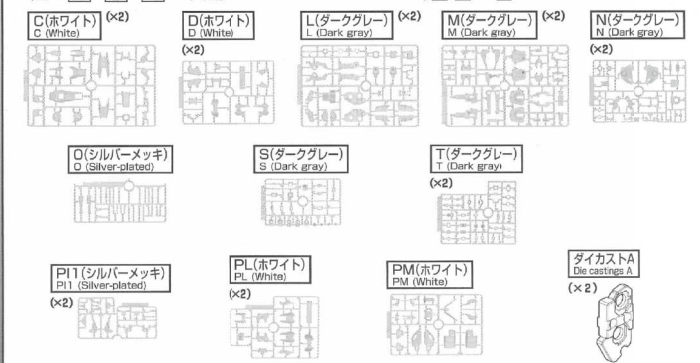 C(ホワイト) (×2)
C (White)
D(ホワイト)
D (White)
(×2)
L(ダークグレー) (×2)
L (Dark gray)
M(ダークグレー) (×2)
M (Dark gray)
N(ダークグレー)
N (Dark gray)
(×2)
O(シルバーメッキ)
O (Silver-plated)
S(ダークグレー)
S (Dark gray)
T(ダークグレー)
T (Dark gray)
(×2)
PI1(シルバーメッキ)
PI1 (Silver-plated)
(×2)
PL(ホワイト)
PL (White)
(×2)
PM(ホワイト)
PM (White)
ダイカストA
Die castings A
(×2)